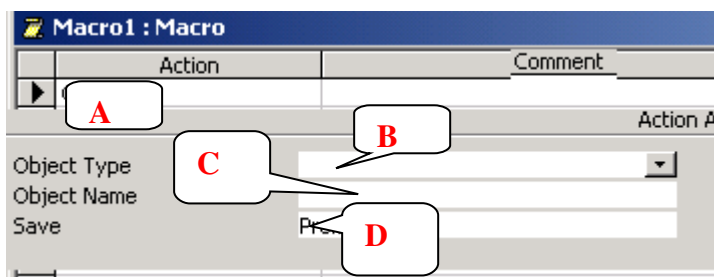 Macro1 : Macro
Action Comment
A
B
Action A
Object Type
C
Object Name
Save
D